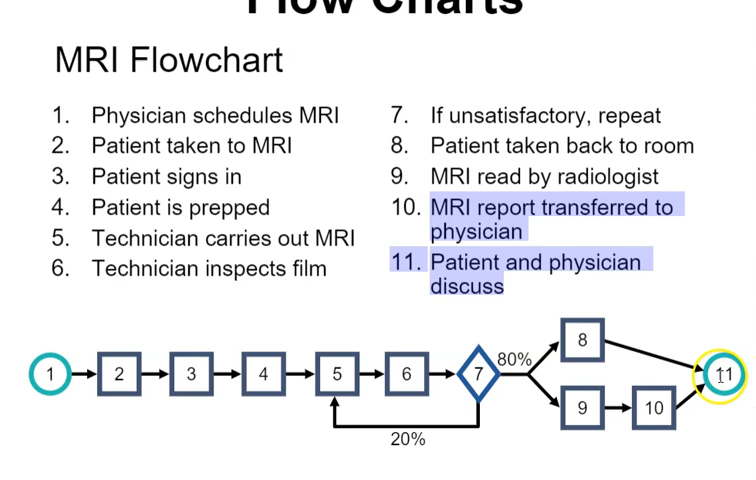 Flow Charts
MRI Flowchart
1. Physician schedules MRI
2. Patient taken to MRI
3. Patient signs in
4. Patient is prepped
5. Technician carries out MRI
6. Technician inspects film
7. If unsatisfactory, repeat
8. Patient taken back to room
9. MRI read by radiologist
10. MRI report transferred to
physician
11. Patient and physician
discuss
1
2
3
4
5
6
7
80%
8
9
10
11
20%